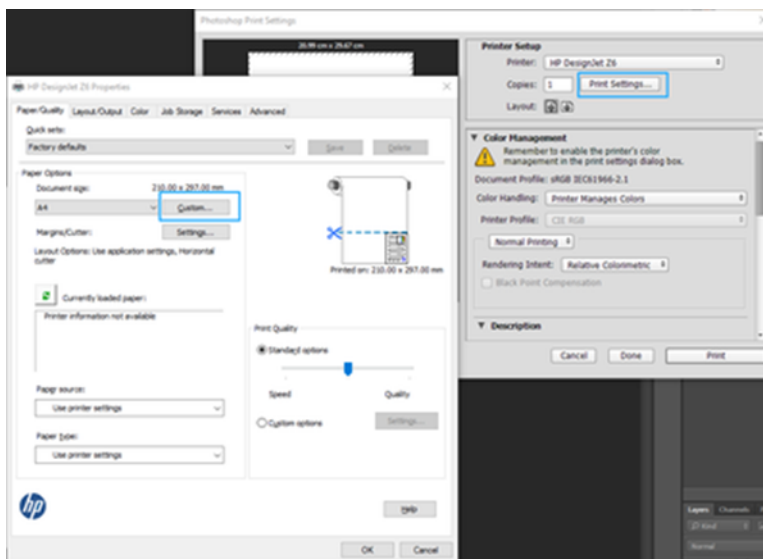 Photoshop Print Settings
20.99 cm x 29.67 cm
Printer Setup
Printer: HP DesignJet Z6
Copies: 1 Print Settings...
Layout:
Color Management
Remember to enable the printer's color
management in the print settings dialog box.
Document Profile: sRGB IEC61966-2.1
Color Handling: Printer Manages Colors
Printer Profile: CIE RGB
Normal Printing
Rendering Intent: Relative Colorimetric
Black Point Compensation
Description
Cancel Done Print
HP DesignJet Z6 Properties
Paper/Quality Layout/Output Color Job Storage Services Advanced
Quick sets:
Factory defaults Save Delete
Paper Options
Document size: 210.00 x 297.00 mm
A4 Custom...
Margins/Cutter: Settings...
Layout Options: Use application settings, Horizontal
cutter
Printed on: 210.00 x 297.00 mm
Currently loaded paper:
Printer information not available
Print Quality
Standard options
Speed Quality
Custom options Settings...
Paper source:
Use printer settings
Paper type:
Use printer settings
hp
Help
OK Cancel
Layers Channels
Kind
Normal